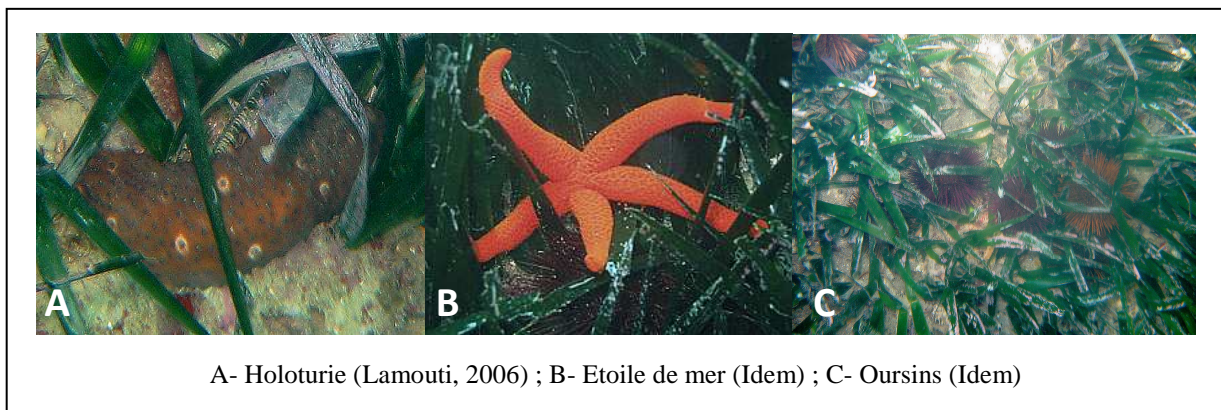 A
B
C
A- Holoturie (Lamouti, 2006) ; B- Etoile de mer (Idem) ; C- Oursins (Idem)